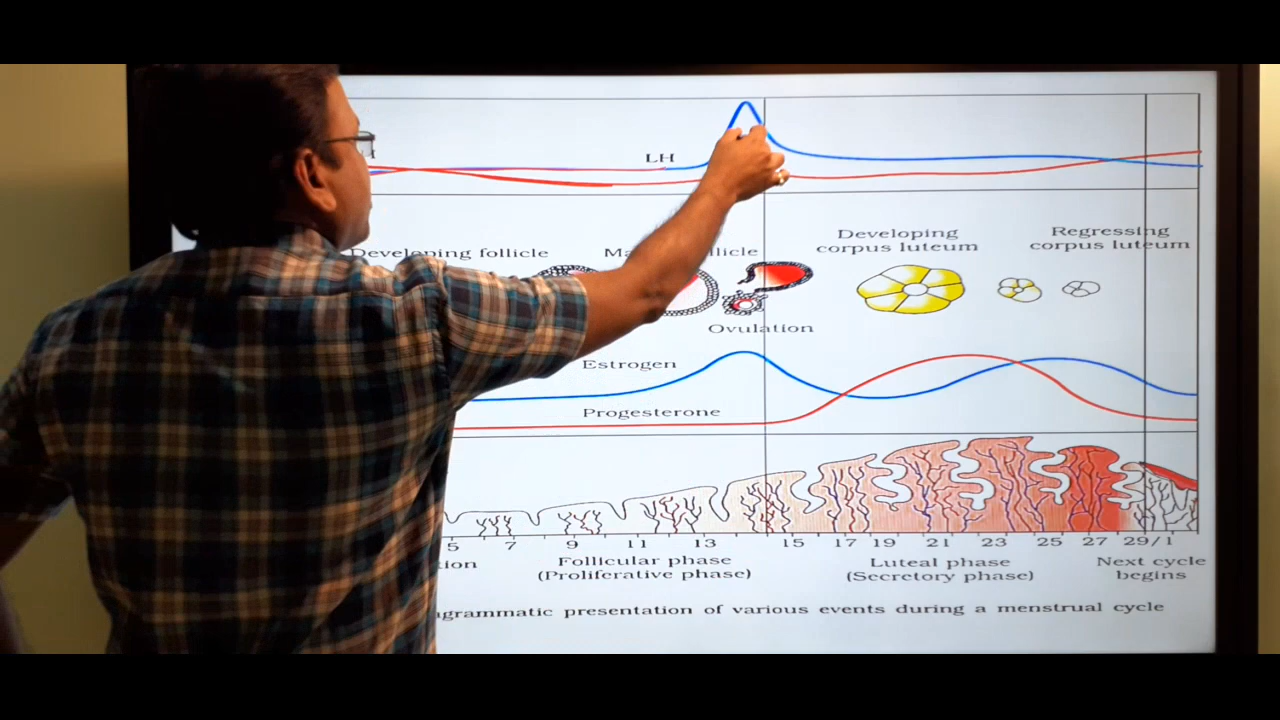 LH
Developing follicle
Developing
corpus luteum
Regressing
corpus luteum
Ovulation
Estrogen
Progesterone
5 7 9 11 13 15 17 19 21 23 25 27 29/1
Follicular phase
(Proliferative phase)
Luteal phase
(Secretory phase)
Next cycle
begins
presentation of various events during a menstrual cycle